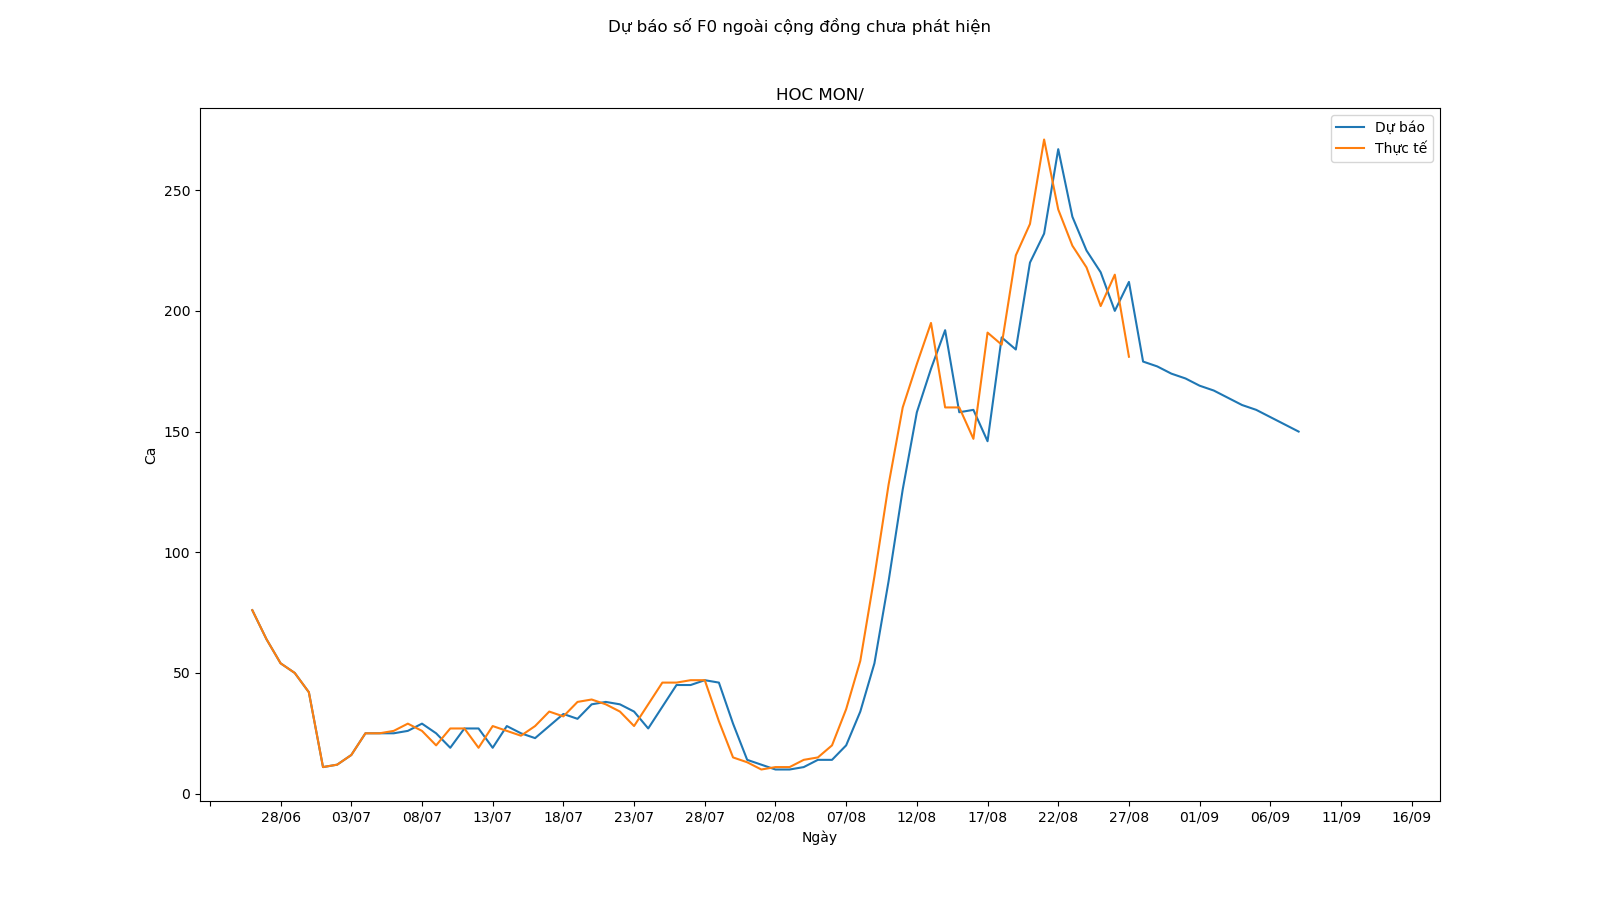 Dự báo số F0 ngoài cộng đồng chưa phát hiện
HOC MON/
Dự báo
Thực tế
250
200
150
100
50
0
Ca
28/06 03/07 08/07 13/07 18/07 23/07 28/07 02/08 07/08 12/08 17/08 22/08 27/08 01/09 06/09 11/09 16/09
Ngày